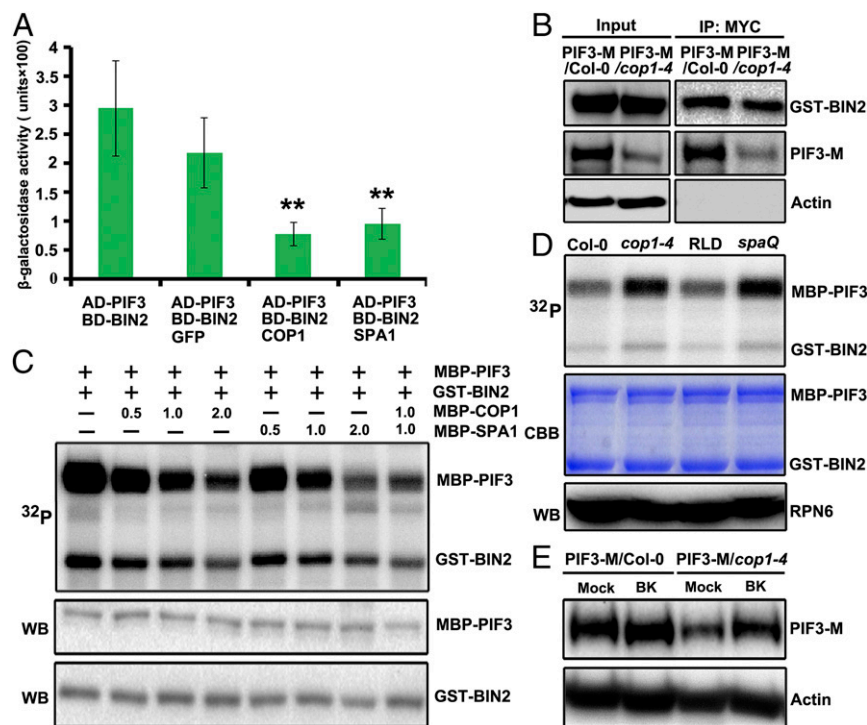 A
β-galactosidase activity ( units×100)
4
3.5
3
2.5
2
1.5
1
0.5
0
**
**
AD-PIF3 AD-PIF3 AD-PIF3 AD-PIF3
BD-BIN2 BD-BIN2 BD-BIN2 BD-BIN2
GFP COP1 SPA1
B
Input IP: MYC
PIF3-M PIF3-M PIF3-M PIF3-M
/Col-0 /cop1-4 /Col-0 /cop1-4
GST-BIN2
PIF3-M
Actin
C
+ + + + + + + + MBP-PIF3
+ + + + + + + + GST-BIN2
— 0.5 1.0 2.0 — — — 1.0 MBP-COP1
— — — — 0.5 1.0 2.0 1.0 MBP-SPA1
32P
MBP-PIF3
GST-BIN2
WB MBP-PIF3
WB GST-BIN2
D
Col-0 cop1-4 RLD spaQ
32P
MBP-PIF3
GST-BIN2
CBB
MBP-PIF3
GST-BIN2
WB RPN6
E
PIF3-M/Col-0 PIF3-M/cop1-4
Mock BK Mock BK
PIF3-M
Actin